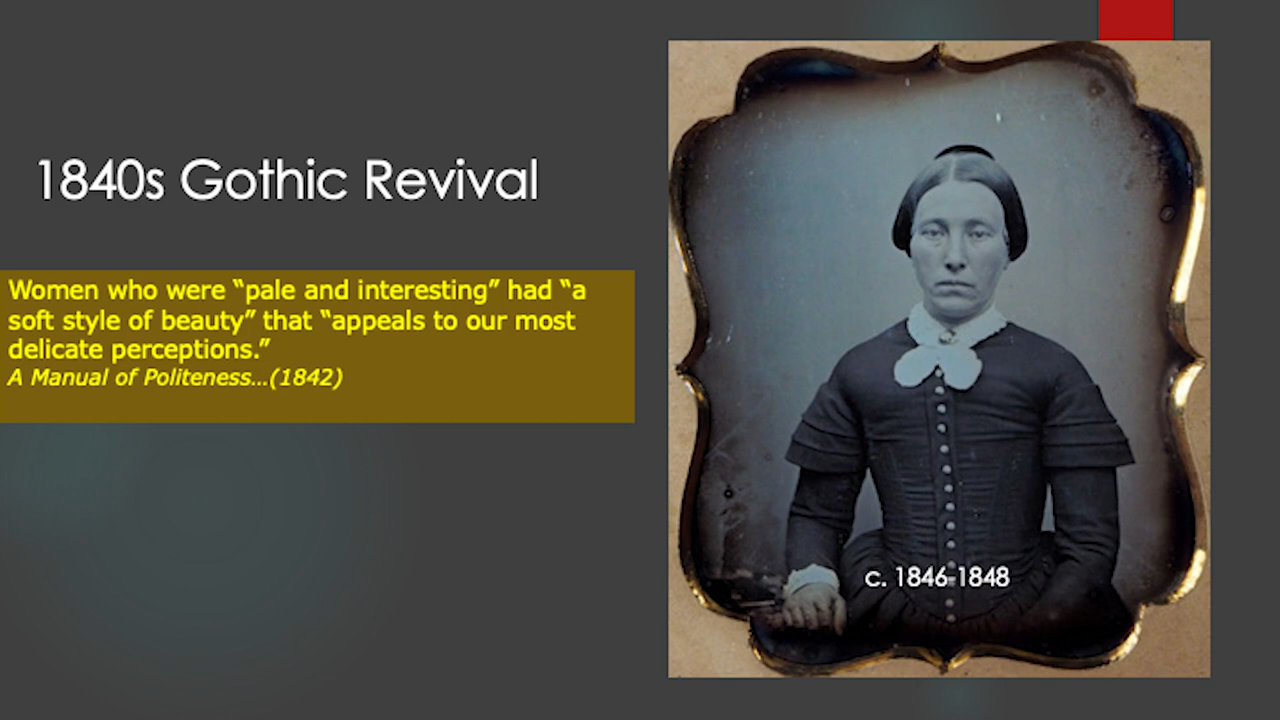 1840s Gothic Revival
Women who were “pale and interesting” had “a
soft style of beauty” that “appeals to our most
delicate perceptions.”
A Manual of Politeness…(1842)
c. 1846-1848